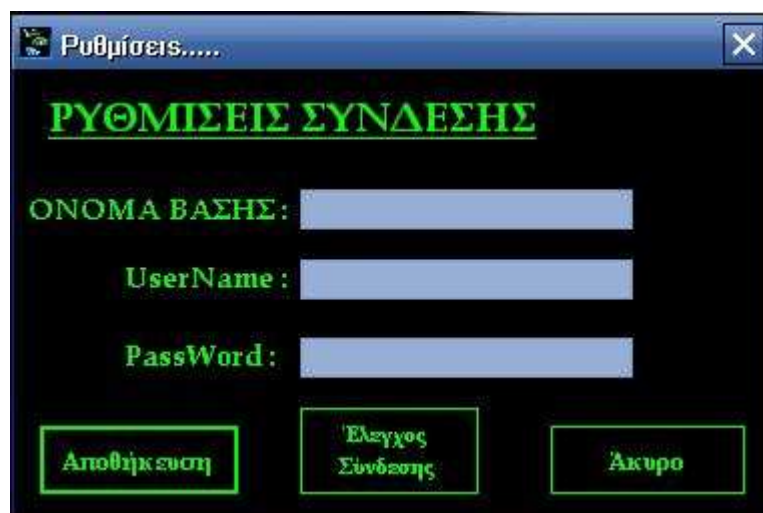 Ρυθμίσεις.....
ΡΥΘΜΙΣΕΙΣ ΣΥΝΔΕΣΗΣ
ΟΝΟΜΑ ΒΑΣΗΣ:
UserName:
PassWord:
Αποθήκευση
Έλεγχος
Σύνδεσης
Άκυρο